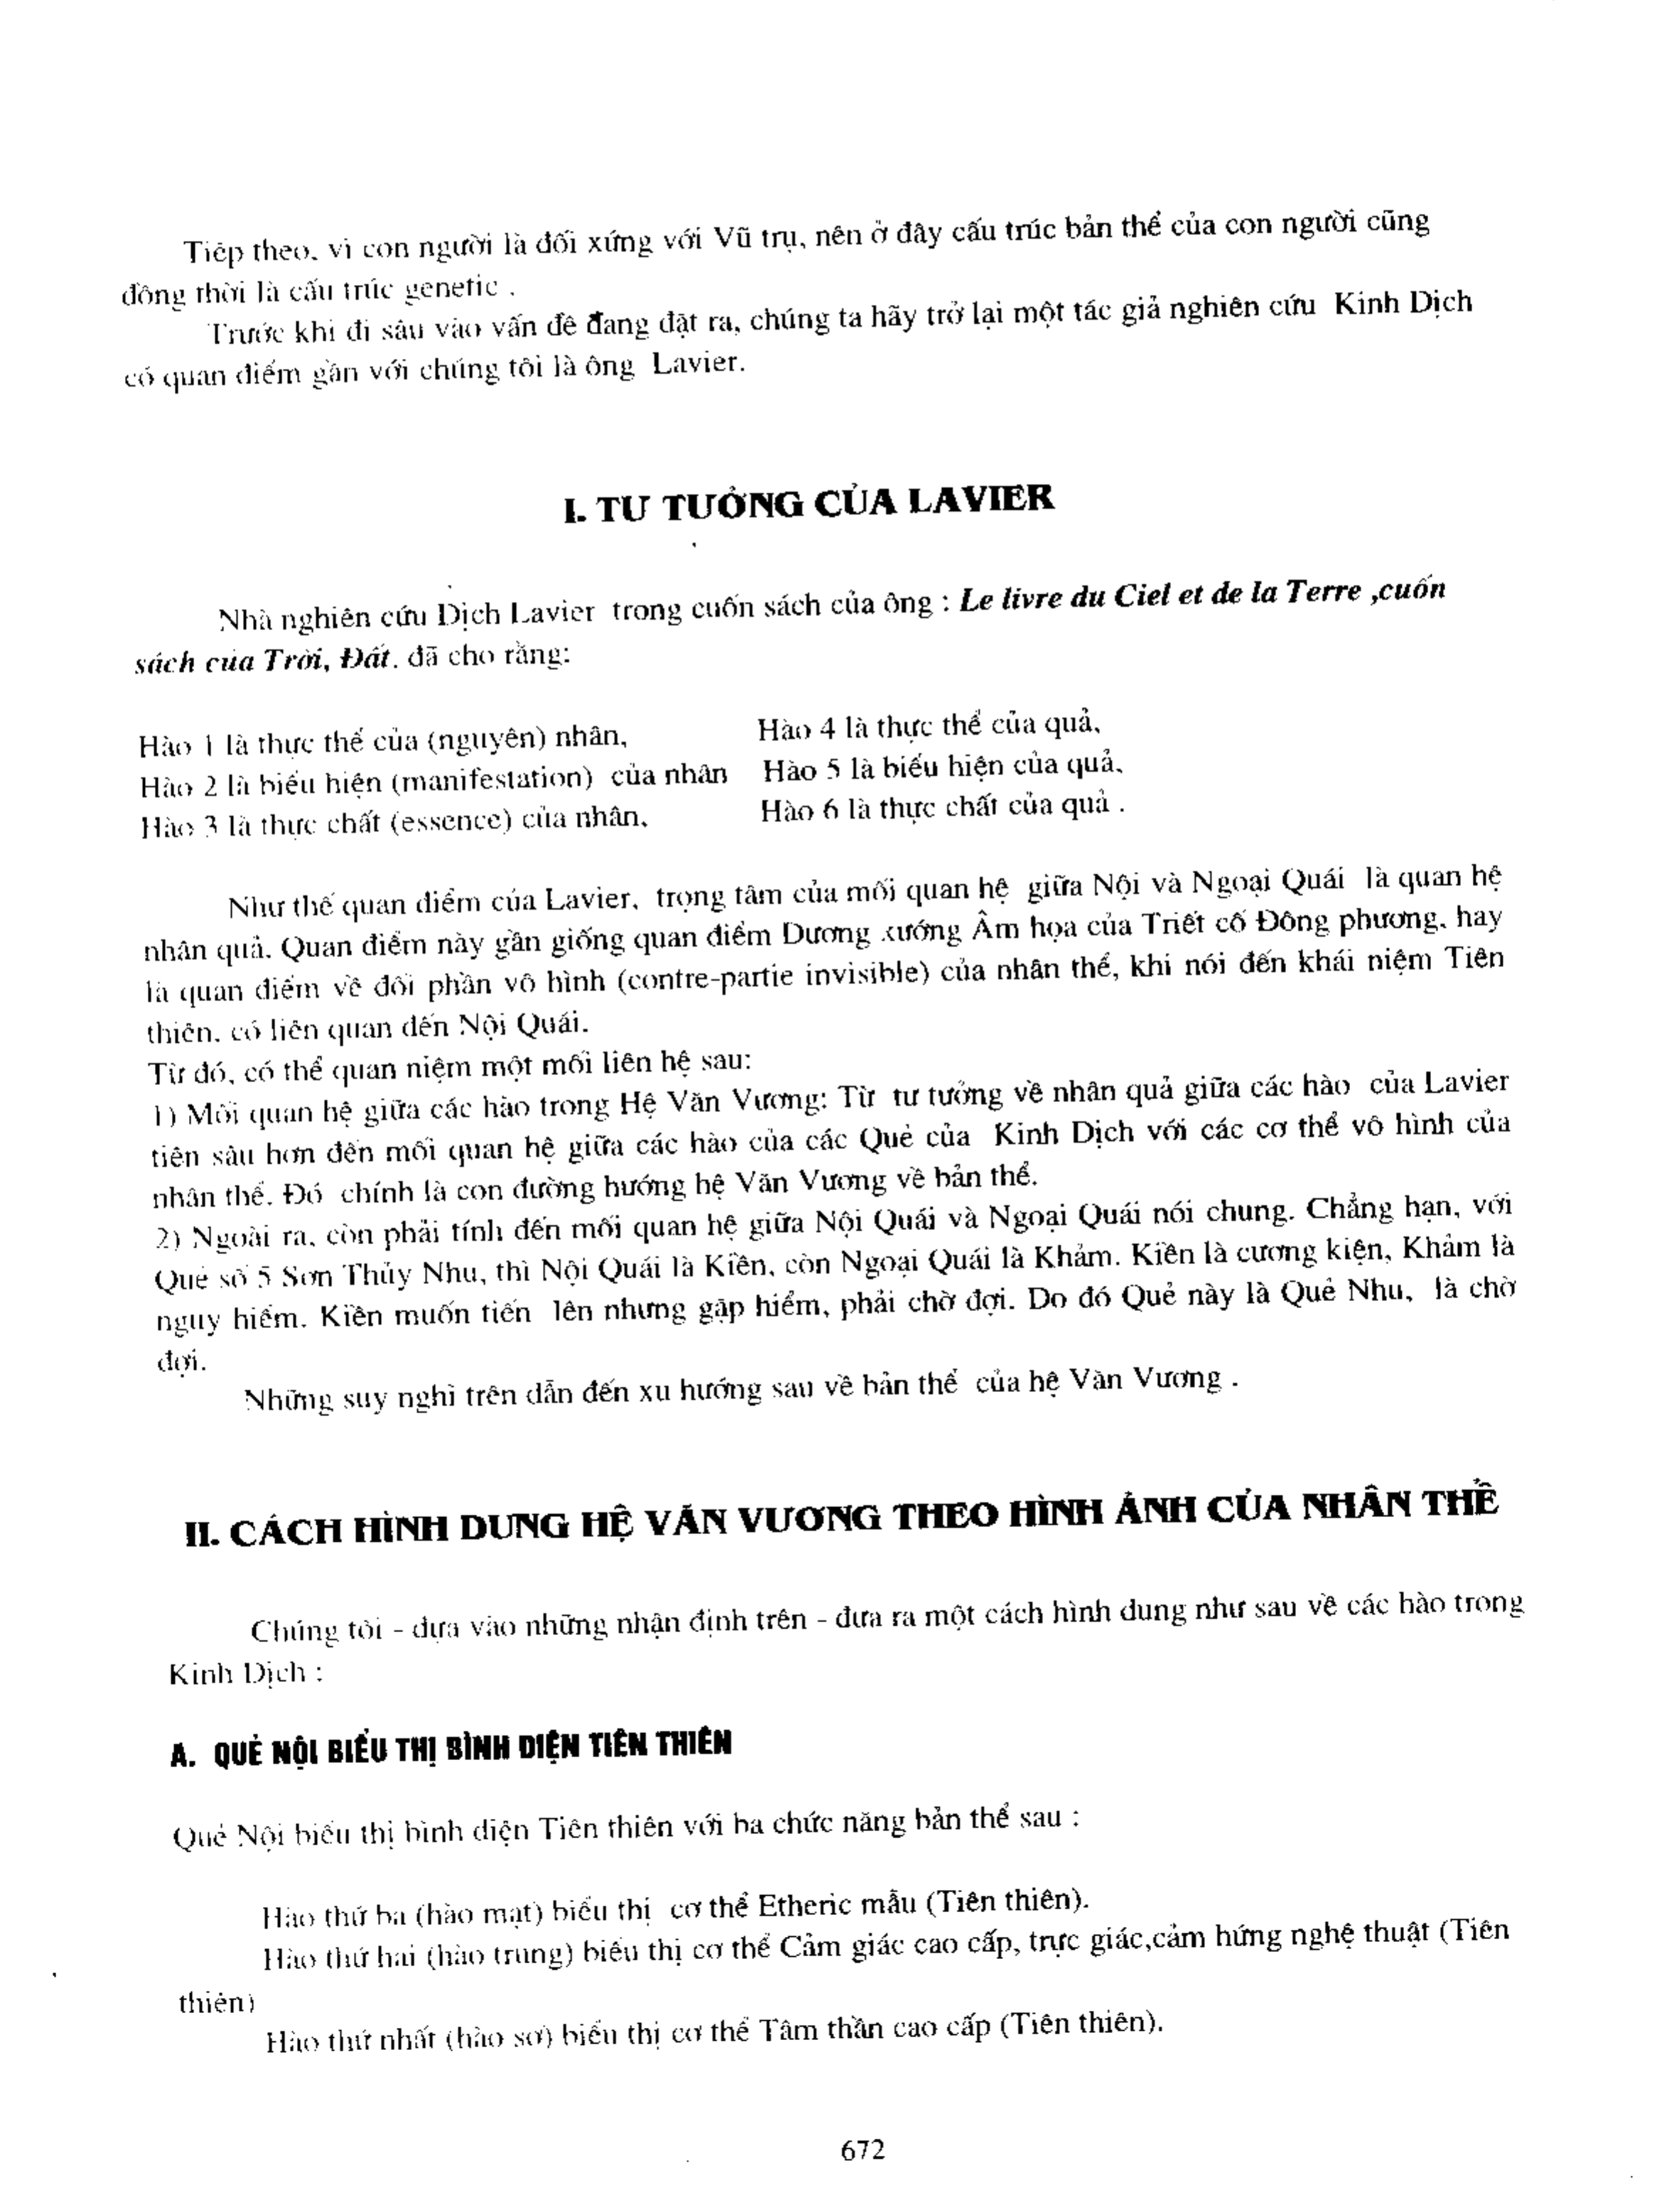 Tiếp theo, vì con người là đối xứng với Vũ trụ, nên ở đây cấu trúc bản thể của con người cũng
đồng thời là cấu trúc genetic .
Trước khi đi sâu vào vấn đề đang đặt ra, chúng ta hãy trở lại một tác giả nghiên cứu Kinh Dịch
có quan điểm gần với chúng tôi là ông Lavier.
I. TƯ TƯỞNG CỦA LAVIER
Nhà nghiên cứu Dịch Lavier trong cuốn sách của ông : Le livre du Ciel et de la Terre ,cuốn
sách của Trời, Đất. đã cho rằng:
Hào 1 là thực thể của (nguyên) nhân, Hào 4 là thực thể của quả,
Hào 2 là biểu hiện (manifestation) của nhân Hào 5 là biểu hiện của quả,
Hào 3 là thực chất (essence) của nhân, Hào 6 là thực chất của quả .
Như thế quan điểm của Lavier, trọng tâm của mối quan hệ giữa Nội và Ngoại Quái là quan hệ
nhân quả. Quan điểm này gần giống quan điểm Dương xướng Âm họa của Triết cổ Đông phương, hay
là quan điểm về đối phần vô hình (contre-partie invisible) của nhân thể, khi nói đến khái niệm Tiên
thiên, có liên quan đến Nội Quái.
Từ đó, có thể quan niệm một mối liên hệ sau:
1) Mối quan hệ giữa các hào trong Hệ Văn Vương: Từ tư tưởng về nhân quả giữa các hào của Lavier
tiến sâu hơn đến mối quan hệ giữa các hào của các Quẻ của Kinh Dịch với các cơ thể vô hình của
nhân thể. Đó chính là con đường hướng hệ Văn Vương về bản thể.
2) Ngoài ra, còn phải tính đến mối quan hệ giữa Nội Quái và Ngoại Quái nói chung. Chẳng hạn, với
Quẻ số 5 Sơn Thủy Nhu, thì Nội Quái là Kiền, còn Ngoại Quái là Khảm. Kiền là cương kiện, Khảm là
nguy hiểm. Kiền muốn tiến lên nhưng gặp hiểm, phải chờ đợi. Do đó Quẻ này là Quẻ Nhu, là chờ
đợi.
Những suy nghĩ trên dẫn đến xu hướng sau về bản thể của hệ Văn Vương .
II. CÁCH HÌNH DUNG HỆ VĂN VƯƠNG THEO HÌNH ẢNH CỦA NHÂN THỂ
Chúng tôi - dựa vào những nhận định trên - đưa ra một cách hình dung như sau về các hào trong
Kinh Dịch :
A. QUẺ NỘI BIỂU THỊ BÌNH DIỆN TIÊN THIÊN
Quẻ Nội biểu thị bình diện Tiên thiên với ba chức năng bản thể sau :
Hào thứ ba (hào mạt) biểu thị cơ thể Etheric mẫu (Tiên thiên).
Hào thứ hai (hào trung) biểu thị cơ thể Cảm giác cao cấp, trực giác,cảm hứng nghệ thuật (Tiên
thiên)
Hào thứ nhất (hào sơ) biểu thị cơ thể Tâm thần cao cấp (Tiên thiên).
672